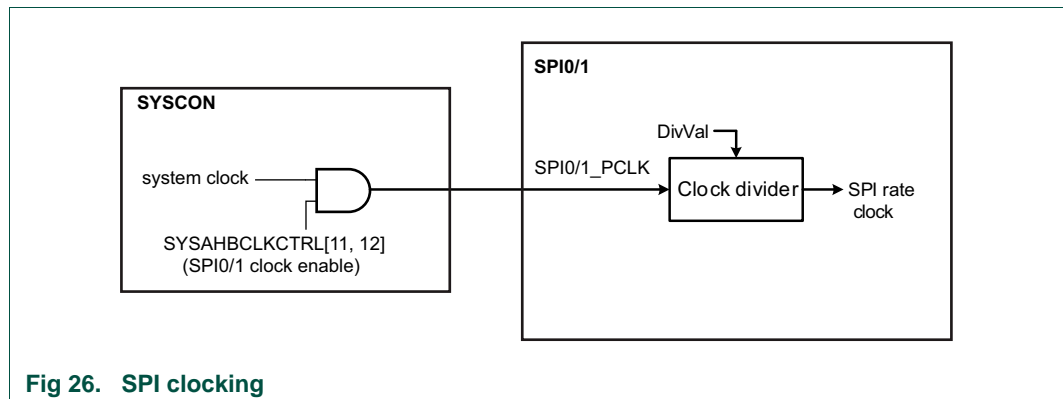 SPI0/1
SYSCON
DivVal
system clock
SPI0/1_PCLK
Clock divider
SPI rate
clock
SYSAHBCLKCTRL[11, 12]
(SPI0/1 clock enable)
Fig 26. SPI clocking